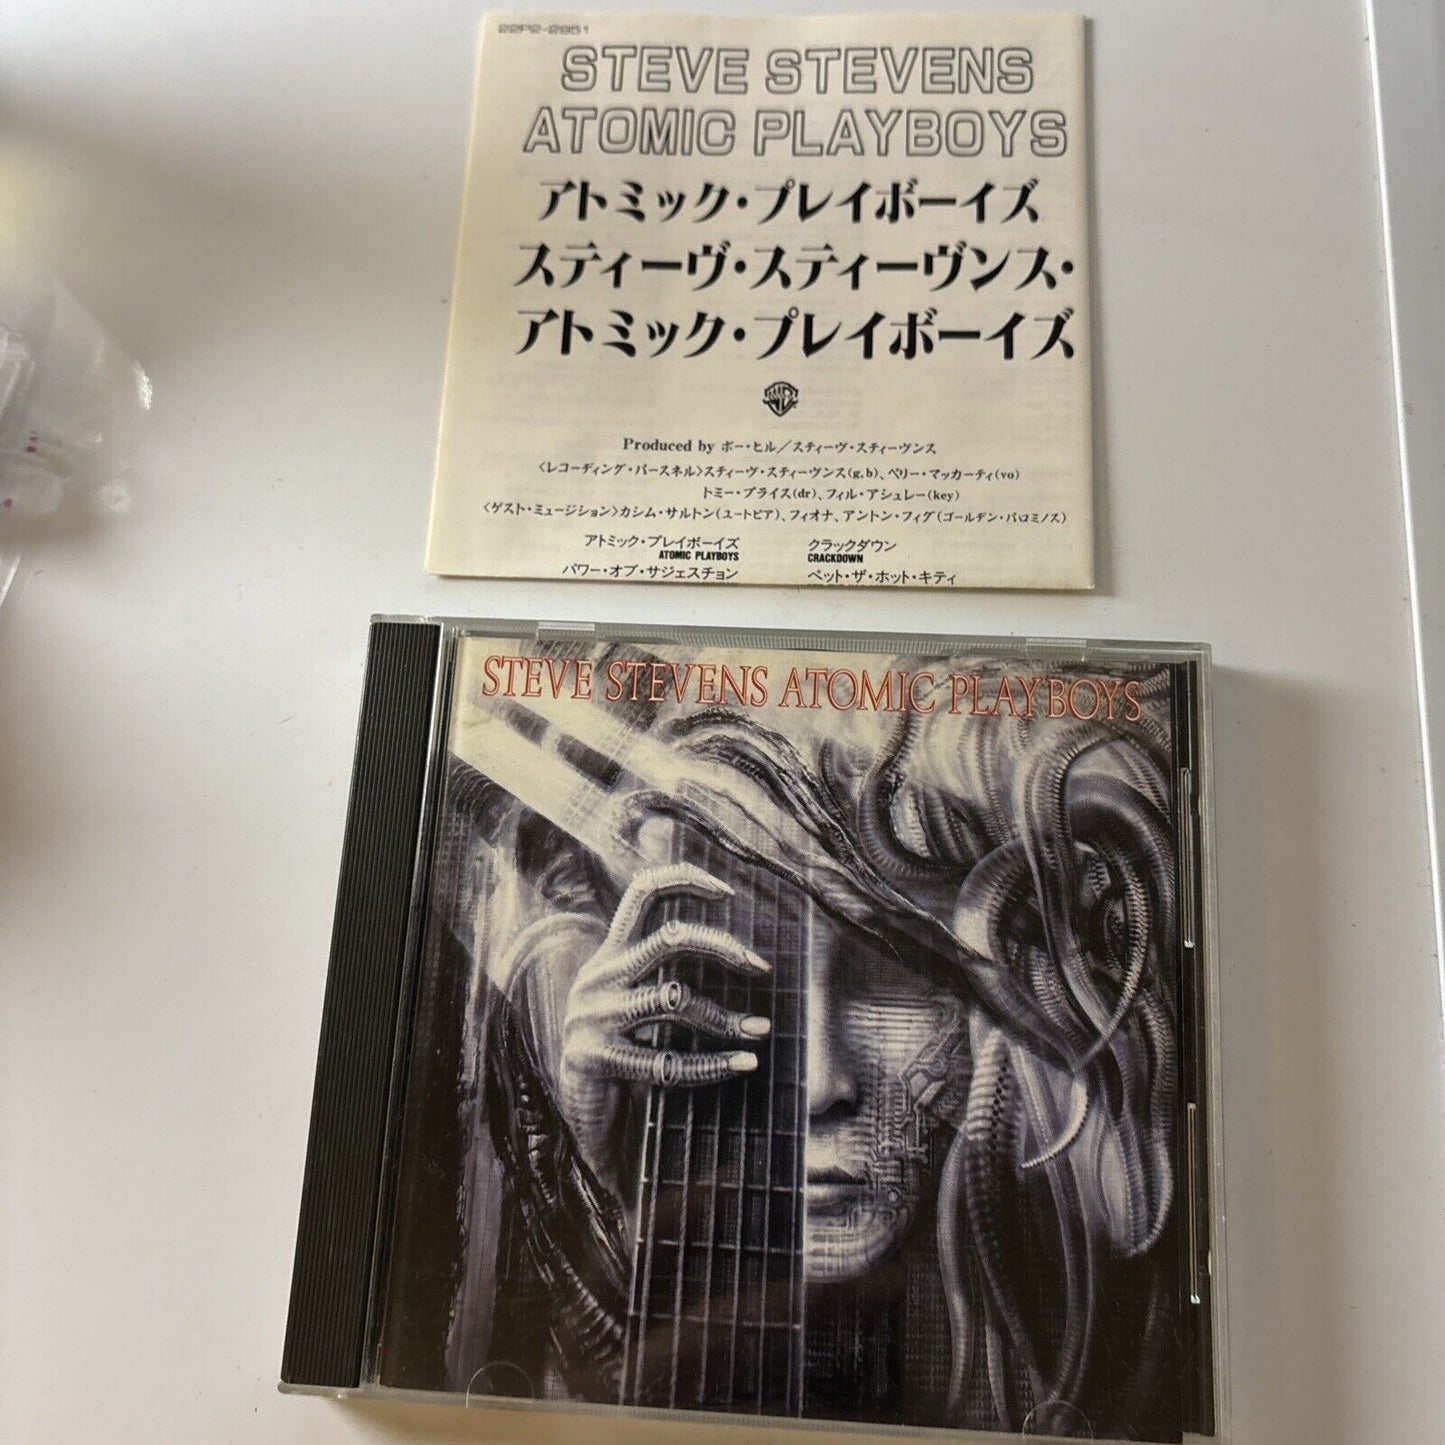 22P2-2961
STEVE STEVENS
ATOMIC PLAYBOYS
アトミック・プレイボーイズ
スティーヴ・スティーヴンス・
アトミック・プレイボーイズ
Produced by ボー・ヒル/スティーヴ・スティーヴンス
〈レコーディング・パースネル〉スティーヴ・スティーヴンス(g,b)、ペリー・マッカーティ(vo)
トミー・プライス(dr)、フィル・アシュレー(key)
〈ゲスト・ミュージション〉カシム・サルトン(ユートピア)、フィオナ、アントン・フィグ(ゴールデン・パロミノス)
アトミック・プレイボーイズ クラックダウン
ATOMIC PLAYBOYS CRACKDOWN
パワー・オブ・サジェスチョン ペット・ザ・ホット・キティ
STEVE STEVENS ATOMIC PLAYBOYS